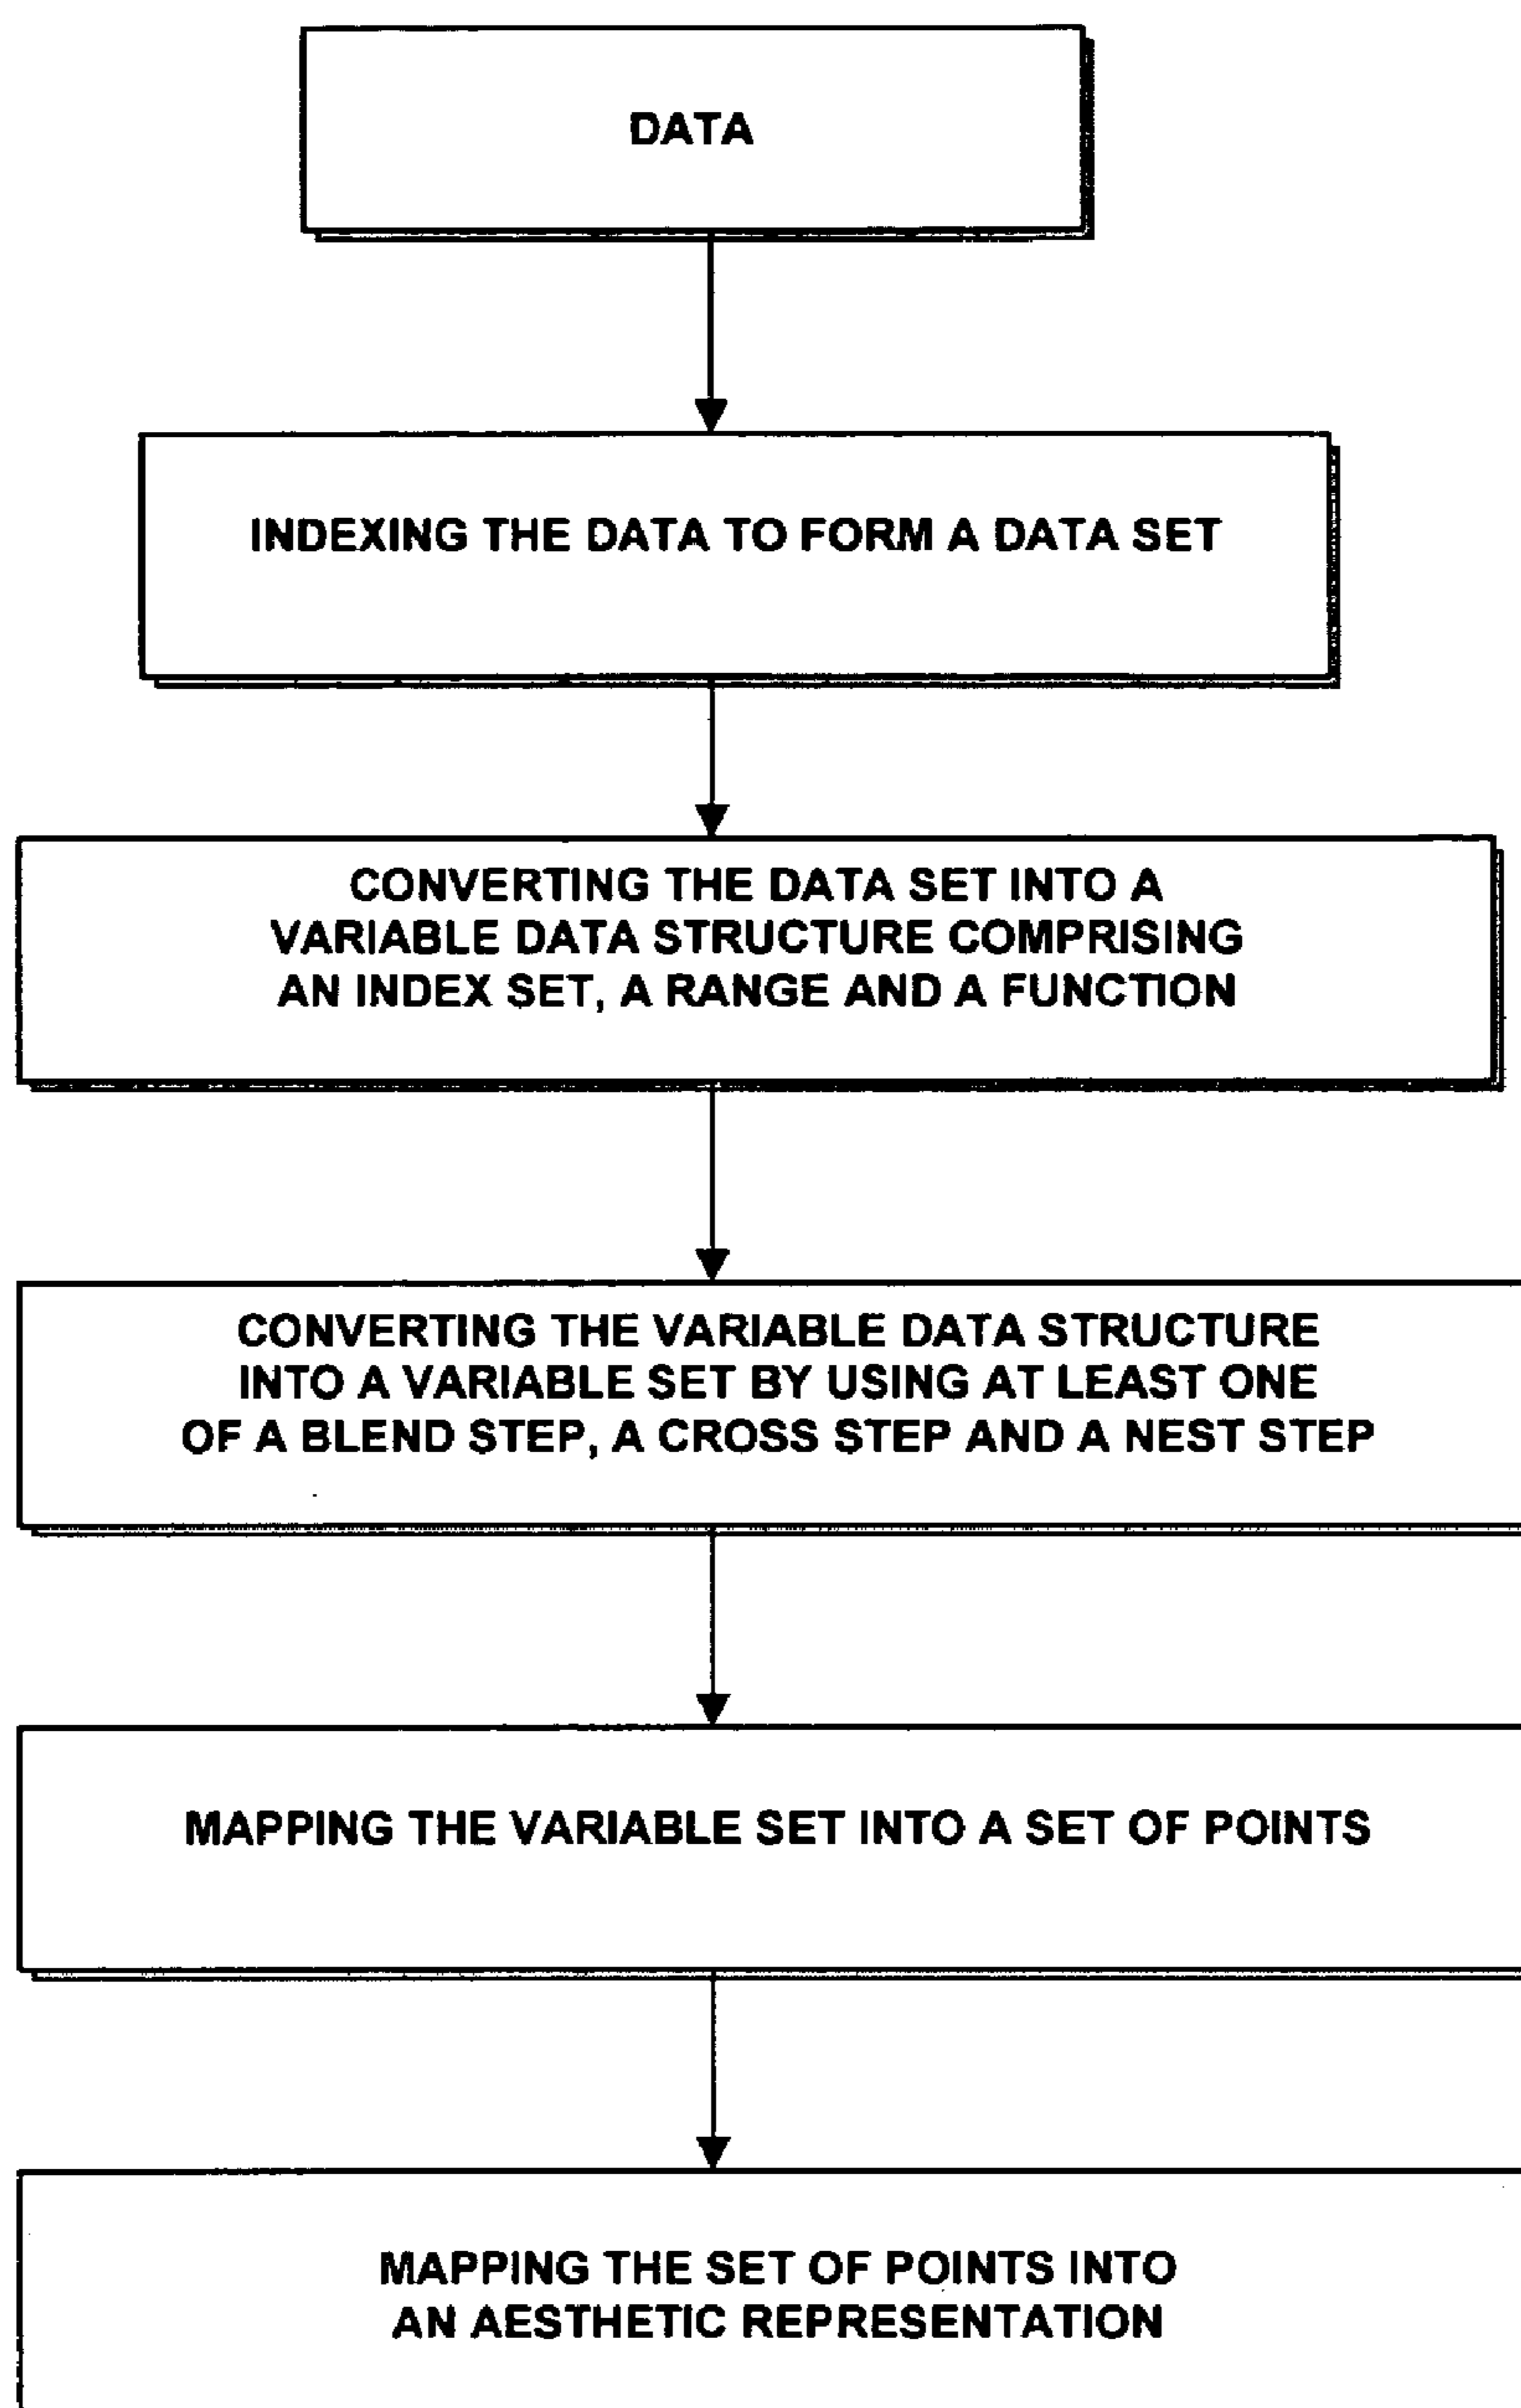 DATA
INDEXING THE DATA TO FORM A DATA SET
CONVERTING THE DATA SET INTO A
VARIABLE DATA STRUCTURE COMPRISING
AN INDEX SET, A RANGE AND A FUNCTION
CONVERTING THE VARIABLE DATA STRUCTURE
INTO A VARIABLE SET BY USING AT LEAST ONE
OF A BLEND STEP, A CROSS STEP AND A NEST STEP
MAPPING THE VARIABLE SET INTO A SET OF POINTS
MAPPING THE SET OF POINTS INTO
AN AESTHETIC REPRESENTATION